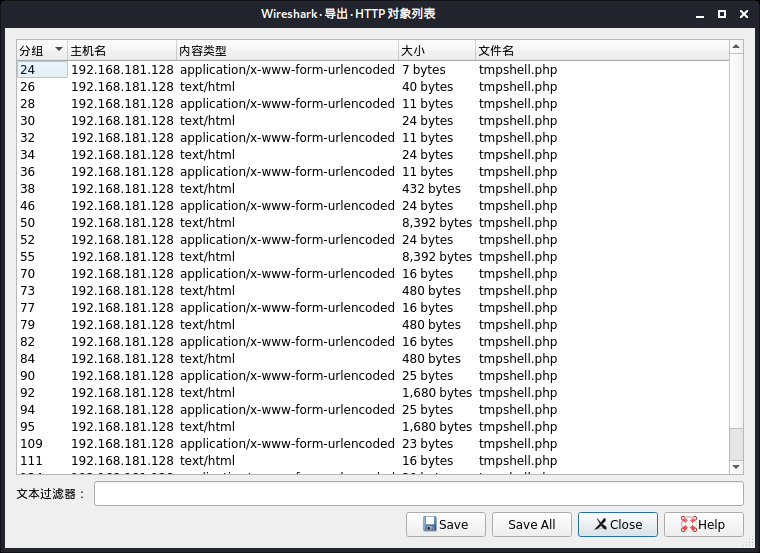 Wireshark · 导出 · HTTP 对象列表
分组 主机名 内容类型 大小 文件名
24 192.168.181.128 application/x-www-form-urlencoded 7 bytes tmpshell.php
26 192.168.181.128 text/html 40 bytes tmpshell.php
28 192.168.181.128 application/x-www-form-urlencoded 11 bytes tmpshell.php
30 192.168.181.128 text/html 24 bytes tmpshell.php
32 192.168.181.128 application/x-www-form-urlencoded 11 bytes tmpshell.php
34 192.168.181.128 text/html 24 bytes tmpshell.php
36 192.168.181.128 application/x-www-form-urlencoded 11 bytes tmpshell.php
38 192.168.181.128 text/html 432 bytes tmpshell.php
46 192.168.181.128 application/x-www-form-urlencoded 24 bytes tmpshell.php
50 192.168.181.128 text/html 8,392 bytes tmpshell.php
52 192.168.181.128 application/x-www-form-urlencoded 24 bytes tmpshell.php
55 192.168.181.128 text/html 8,392 bytes tmpshell.php
70 192.168.181.128 application/x-www-form-urlencoded 16 bytes tmpshell.php
73 192.168.181.128 text/html 480 bytes tmpshell.php
77 192.168.181.128 application/x-www-form-urlencoded 16 bytes tmpshell.php
79 192.168.181.128 text/html 480 bytes tmpshell.php
82 192.168.181.128 application/x-www-form-urlencoded 16 bytes tmpshell.php
84 192.168.181.128 text/html 480 bytes tmpshell.php
90 192.168.181.128 application/x-www-form-urlencoded 25 bytes tmpshell.php
92 192.168.181.128 text/html 1,680 bytes tmpshell.php
94 192.168.181.128 application/x-www-form-urlencoded 25 bytes tmpshell.php
95 192.168.181.128 text/html 1,680 bytes tmpshell.php
109 192.168.181.128 application/x-www-form-urlencoded 23 bytes tmpshell.php
111 192.168.181.128 text/html 16 bytes tmpshell.php
文本过滤器：
Save Save All Close Help